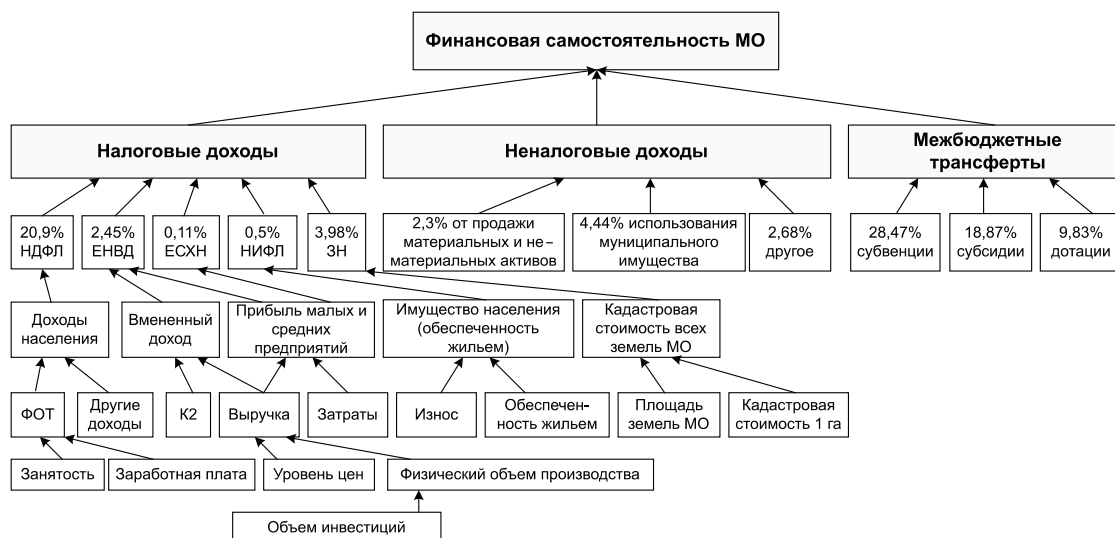 Финансовая самостоятельность МО
Налоговые доходы
Неналоговые доходы
Межбюджетные
трансферты
20,9%
НДФЛ
2,45%
ЕНВД
0,11%
ЕСХН
0,5%
НИФЛ
3,98%
ЗН
2,3% от продажи
материальных и не–
материальных активов
4,44% использования
муниципального
имущества
2,68%
другое
28,47%
субвенции
18,87%
субсидии
9,83%
дотации
Доходы
населения
Вмененный
доход
Прибыль малых и
средних
предприятий
Имущество населения
(обеспеченность
жильем)
Кадастровая
стоимость всех
земель МО
ФОТ
Другие
доходы
К2
Выручка
Затраты
Износ
Обеспечен-
ность жильем
Площадь
земель МО
Кадастровая
стоимость 1 га
Занятость
Заработная плата
Уровень цен
Физический объем производства
Объем инвестиций